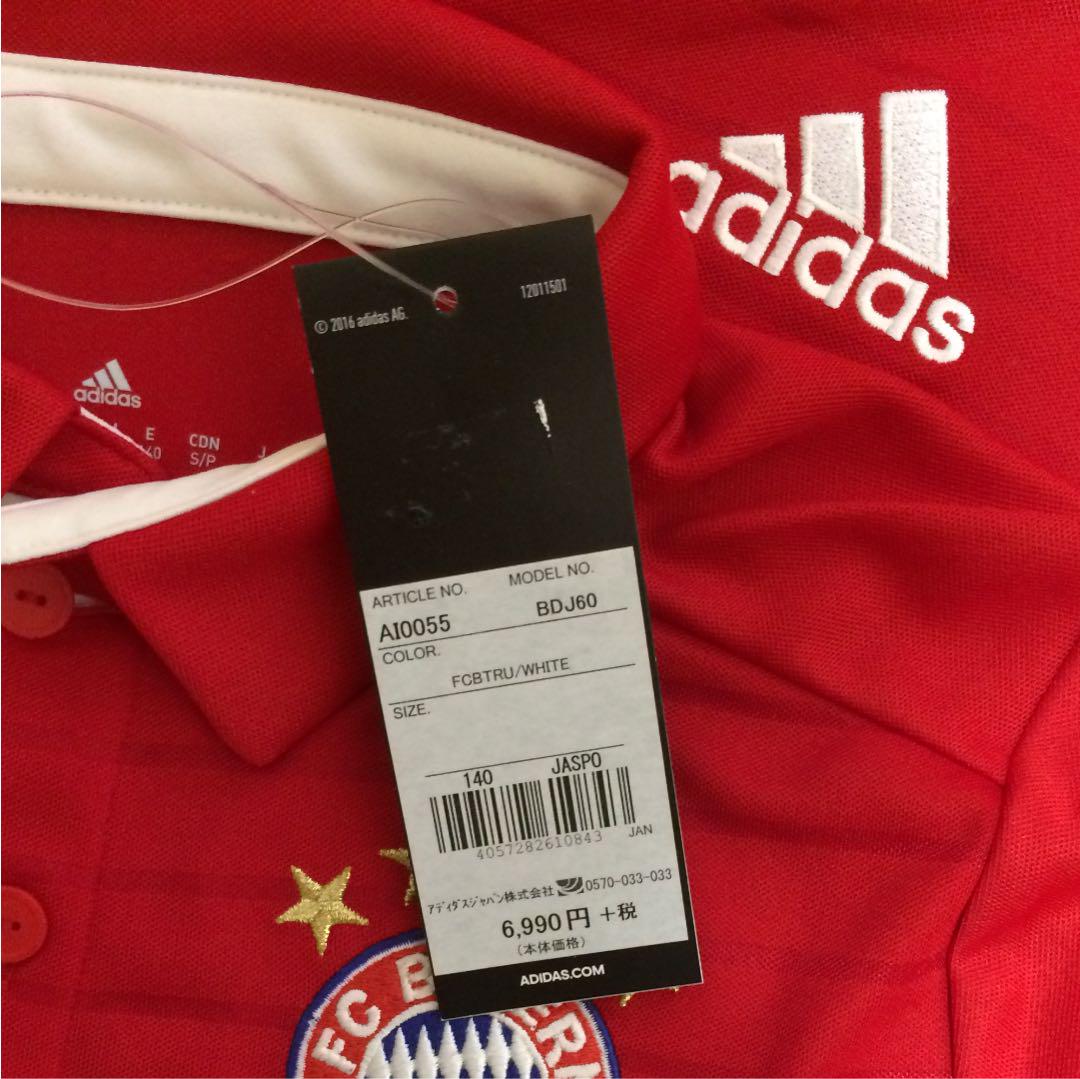 adidas
© 2016 adidas AG.
12011501
adidas
E
CDN
J
S/P
ARTICLE NO.
MODEL NO.
AI0055
BDJ60
COLOR.
FCBTRU/WHITE
SIZE.
140
JASPO
4057282610843
JAN
アディダスジャパン株式会社 0570-033-033
6,990円 +税
(本体価格)
ADIDAS.COM
FC B